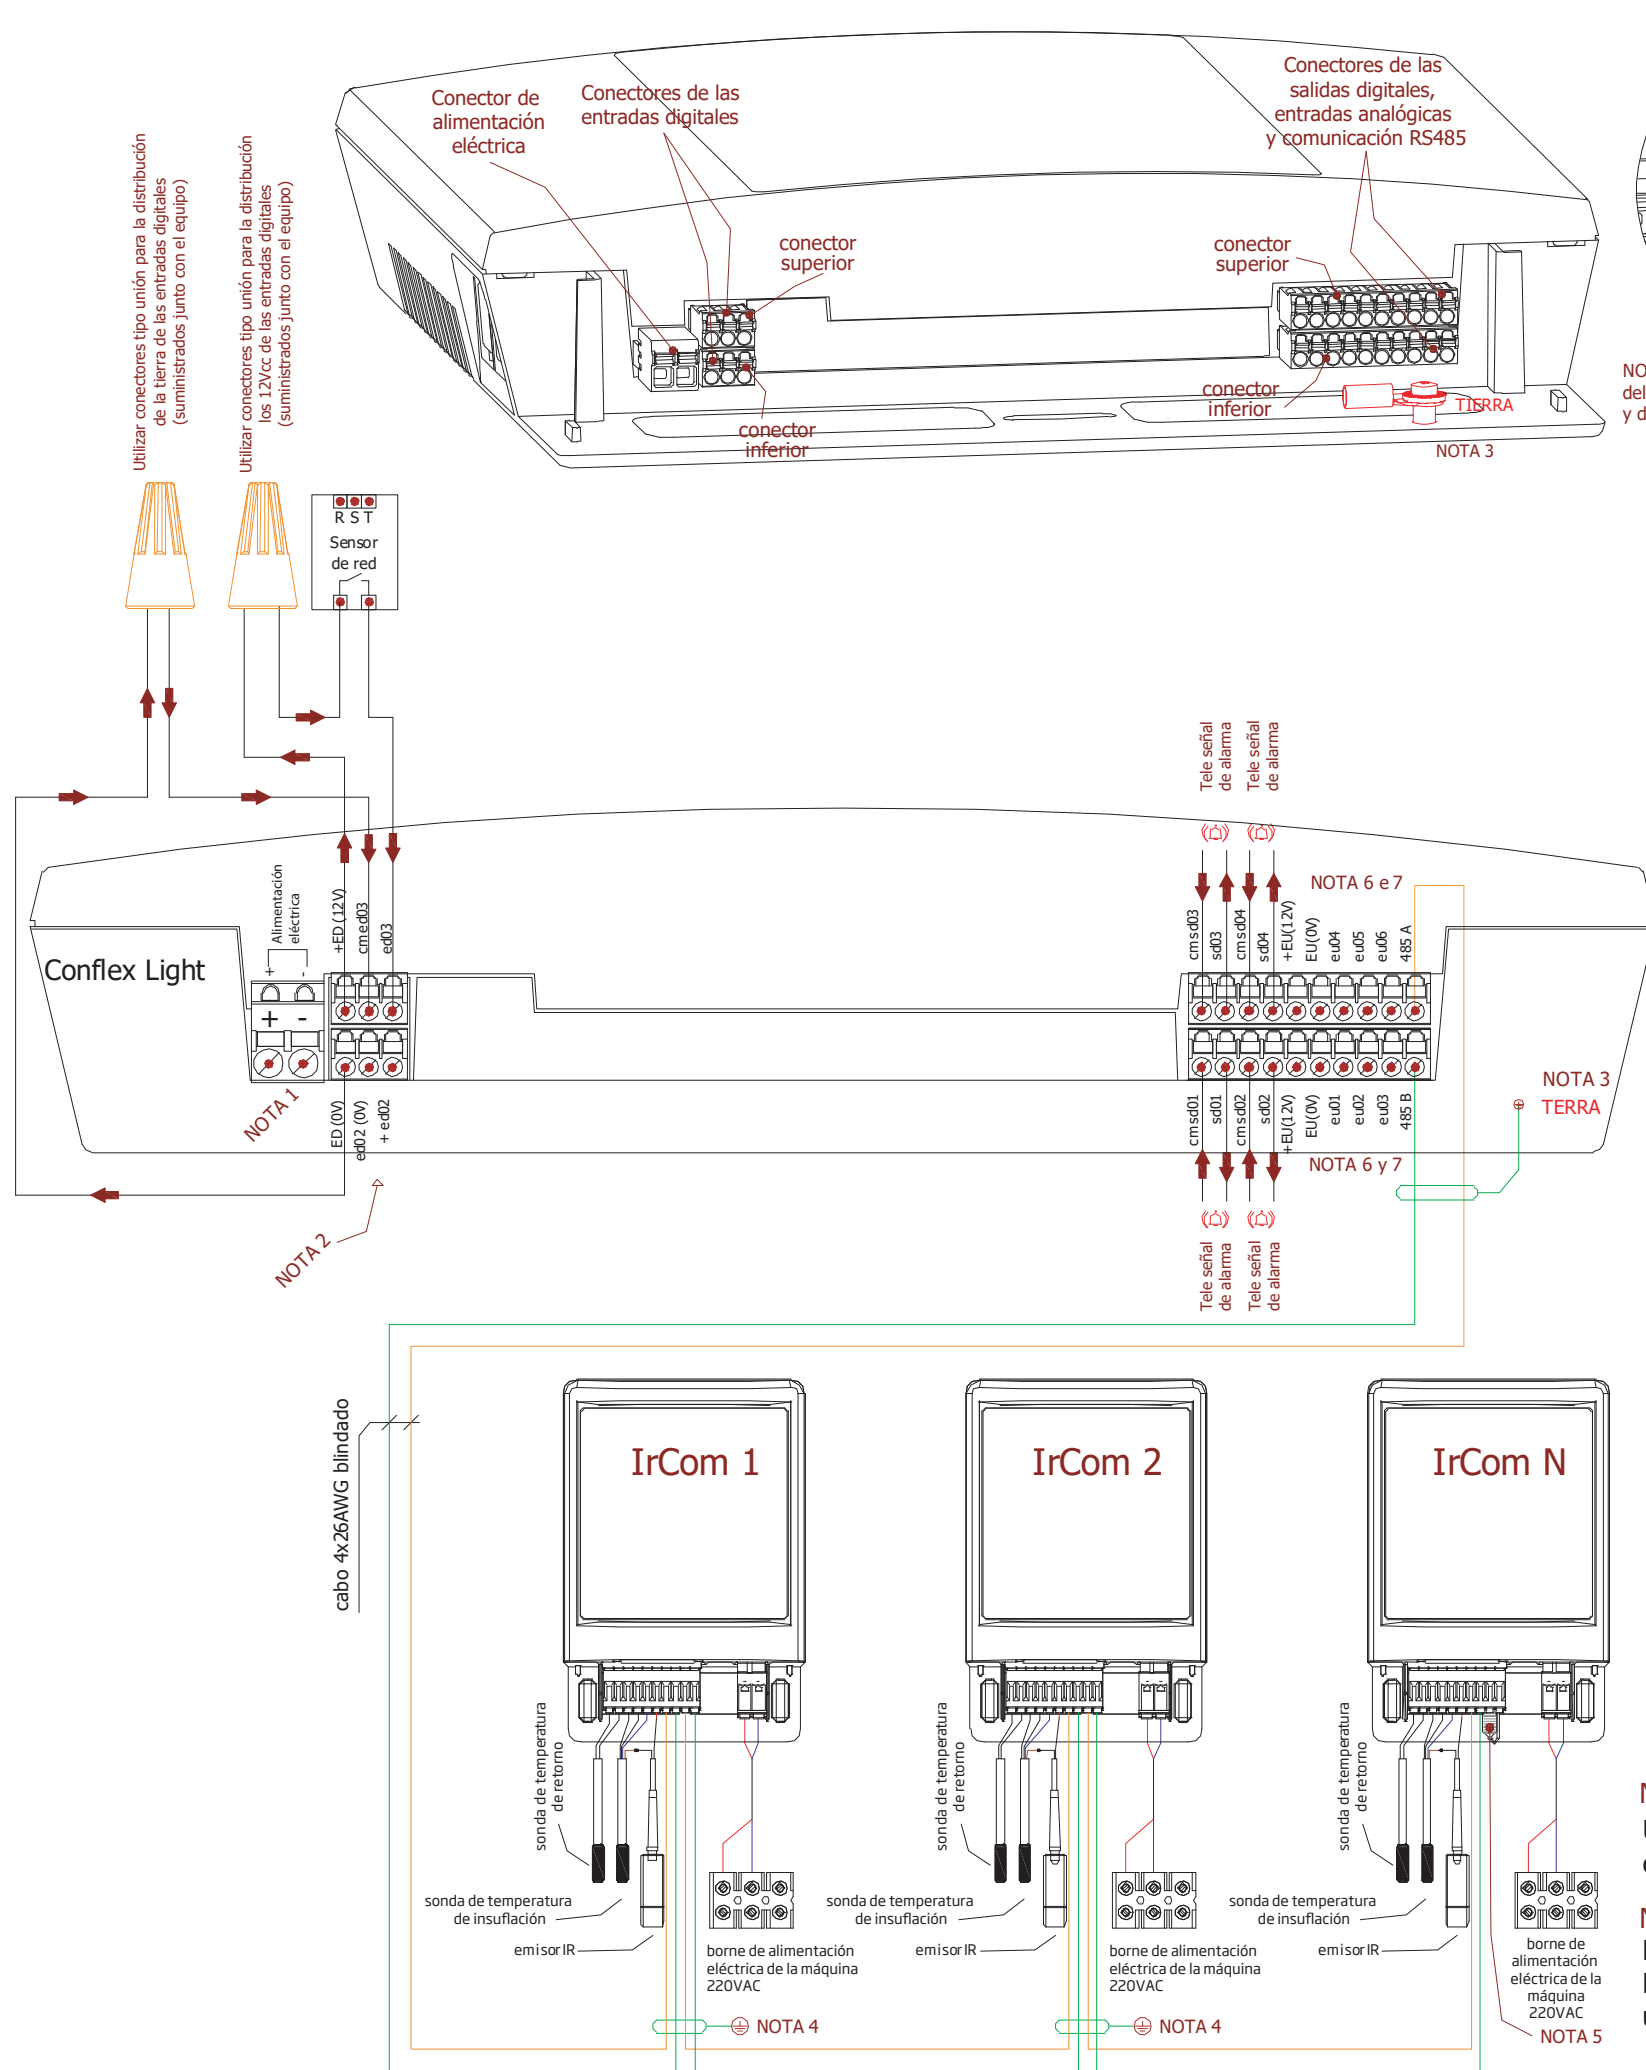 Conector de
alimentación
eléctrica
Conectores de las
entradas digitales
Conectores de las
salidas digitales,
entradas analógicas
y comunicación RS485
conector
superior
conector
superior
conector
inferior
conector
inferior
TIERRA
NOTA 3
NO
del
y d
Utilizar conectores tipo unión para la distribución
de la tierra de las entradas digitales
(suministrados junto con el equipo)
Utilizar conectores tipo unión para la distribución
los 12Vcc de las entradas digitales
(suministrados junto con el equipo)
R S T
Sensor
de red
Tele señal
de alarma
Tele señal
de alarma
NOTA 6 e 7
Conflex Light
Alimentación
eléctrica
+ -
+ -
+ED (12V)
cmed03
ed03
cmsd03
sd03
cmsd04
sd04
+EU(12V)
EU(0V)
eu04
eu05
eu06
485 A
NOTA 1
ED (0V)
ed02 (0V)
+ ed02
NOTA 2
cmsd01
sd01
cmsd02
sd02
+EU(12V)
EU(0V)
eu01
eu02
eu03
485 B
NOTA 3
TERRA
NOTA 6 y 7
Tele señal
de alarma
Tele señal
de alarma
cabo 4x26AWG blindado
IrCom 1
IrCom 2
IrCom N
sonda de temperatura
de retorno
sonda de temperatura
de insuflación
emisor IR
borne de alimentación
eléctrica de la máquina
220VAC
NOTA 4
sonda de temperatura
de retorno
sonda de temperatura
de insuflación
emisor IR
borne de alimentación
eléctrica de la máquina
220VAC
NOTA 4
sonda de temperatura
de retorno
sonda de temperatura
de insuflación
emisor IR
borne de
alimentación
eléctrica de la
máquina
220VAC
NOTA 5